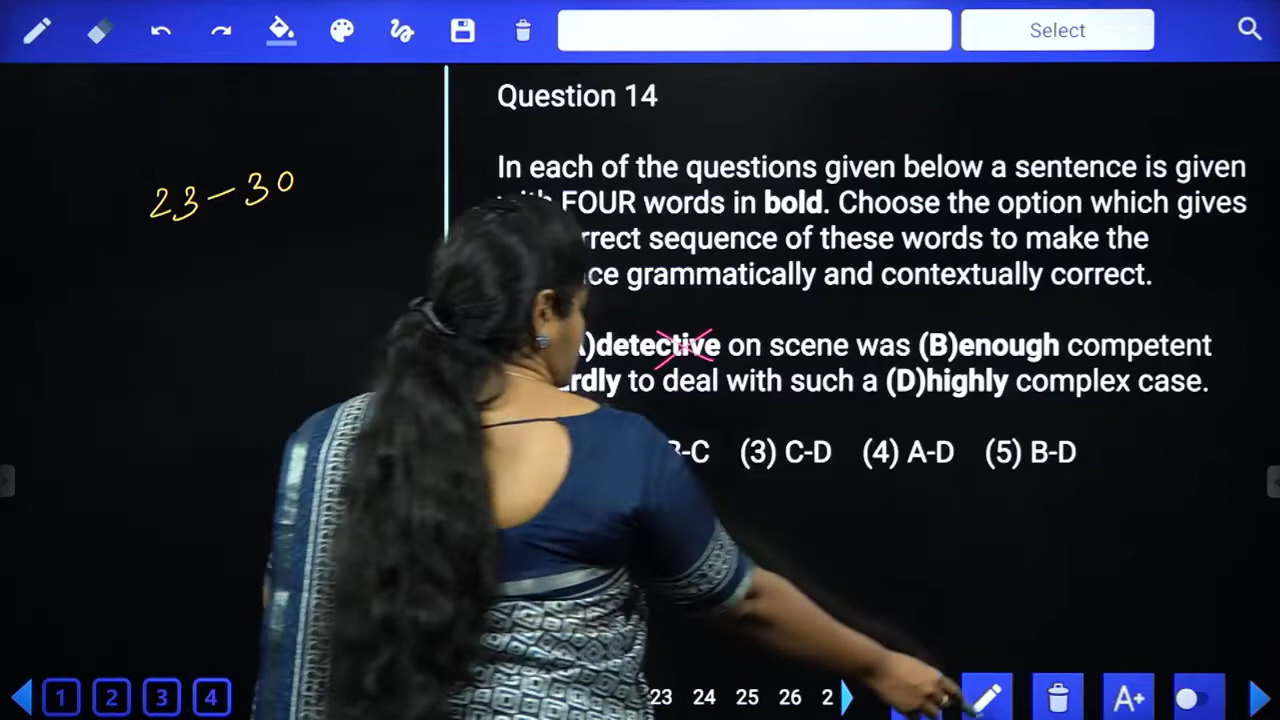 Select
Question 14
23-30
In each of the questions given below a sentence is given
FOUR words in bold. Choose the option which gives
sequence of these words to make the
grammatically and contextually correct.
detective on scene was (B)enough competent
to deal with such a (D)highly complex case.
B-C (3) C-D (4) A-D (5) B-D
1 2 3 4 23 24 25 26 2 A+